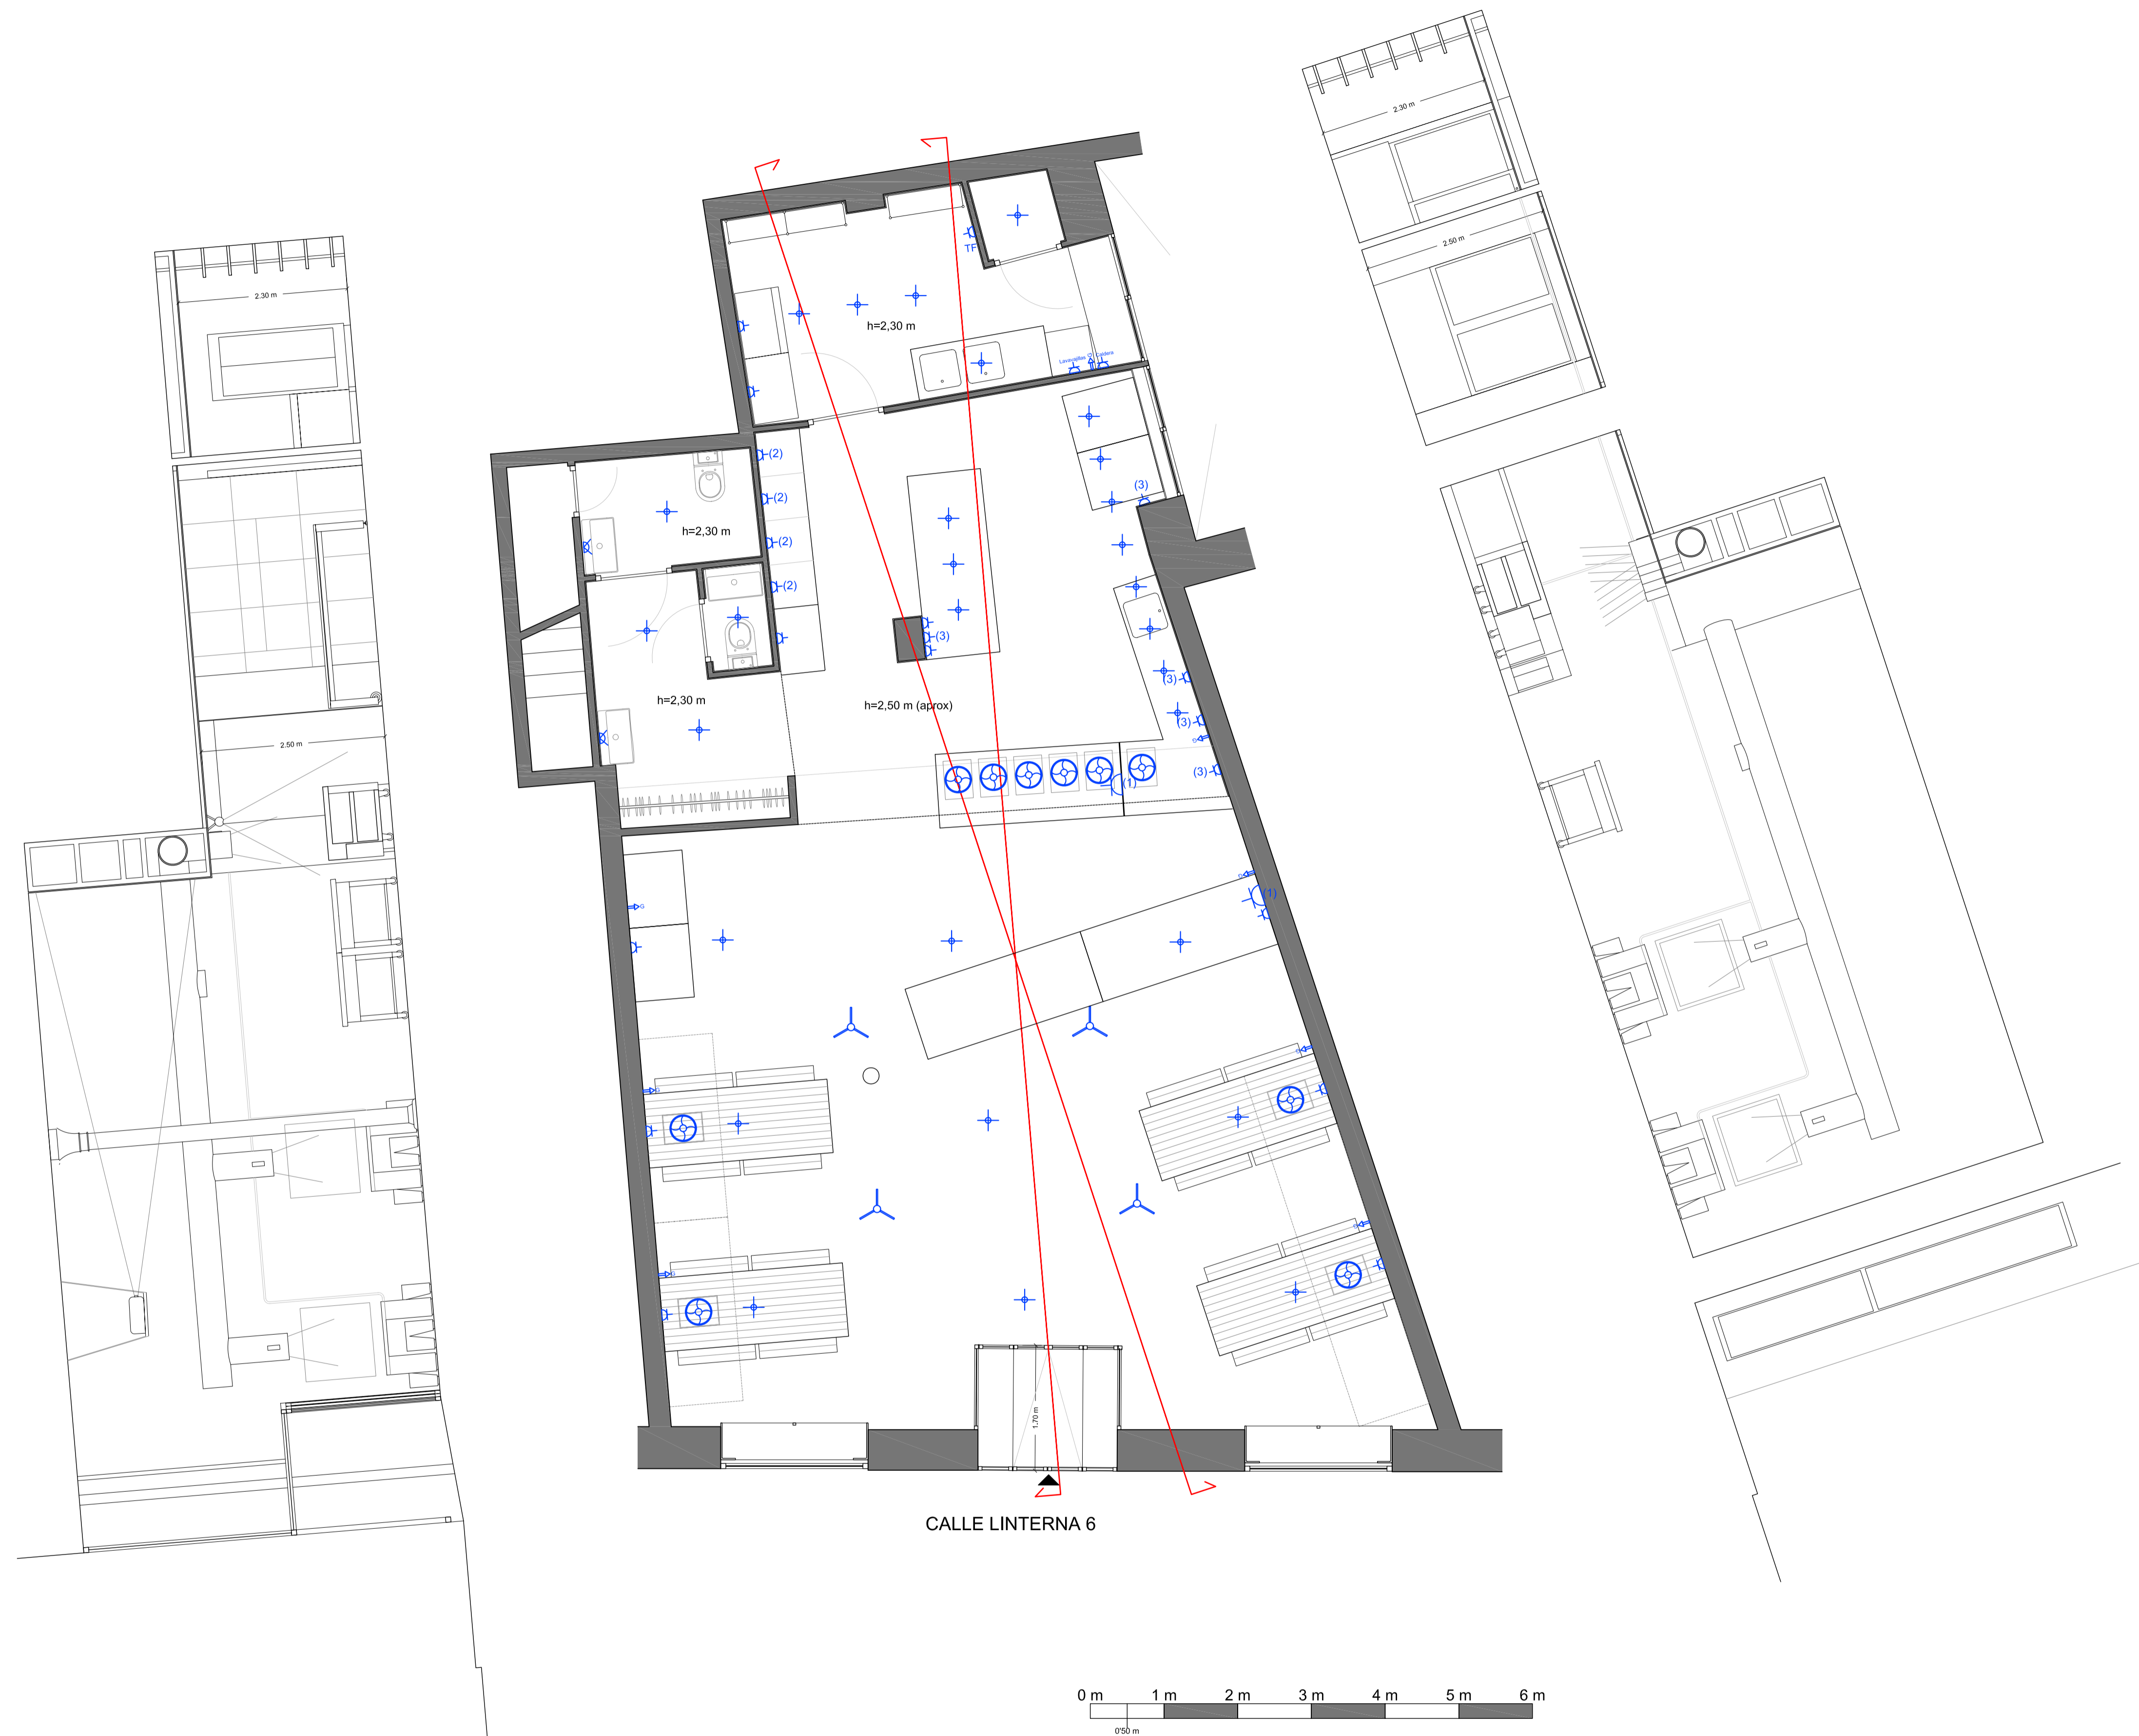 2.30 m
2.30 m
2.50 m
TF
h=2,30 m
Lavavajillas
Caldera
(2)
(2)
(3)
h=2,30 m
(2)
(2)
(3)
h=2,30 m
h=2,50 m (aprox)
(3)
(3)
2.50 m
(3)
(1)
(1)
G
G
G
G
G
G
G
1.70 m
CALLE LINTERNA 6
0 m 1 m 2 m 3 m 4 m 5 m 6 m
0'50 m